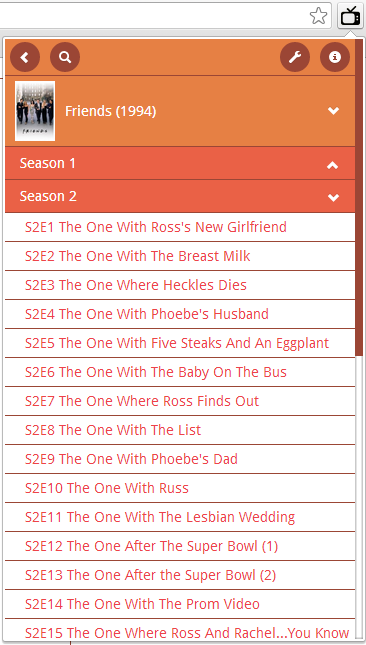 FRIENDS
Friends (1994)
Season 1
Season 2
S2E1 The One With Ross's New Girlfriend
S2E2 The One With The Breast Milk
S2E3 The One Where Heckles Dies
S2E4 The One With Phoebe's Husband
S2E5 The One With Five Steaks And An Eggplant
S2E6 The One With The Baby On The Bus
S2E7 The One Where Ross Finds Out
S2E8 The One With The List
S2E9 The One With Phoebe's Dad
S2E10 The One With Russ
S2E11 The One With The Lesbian Wedding
S2E12 The One After The Super Bowl (1)
S2E13 The One After the Super Bowl (2)
S2E14 The One With The Prom Video
S2E15 The One Where Ross And Rachel...You Know